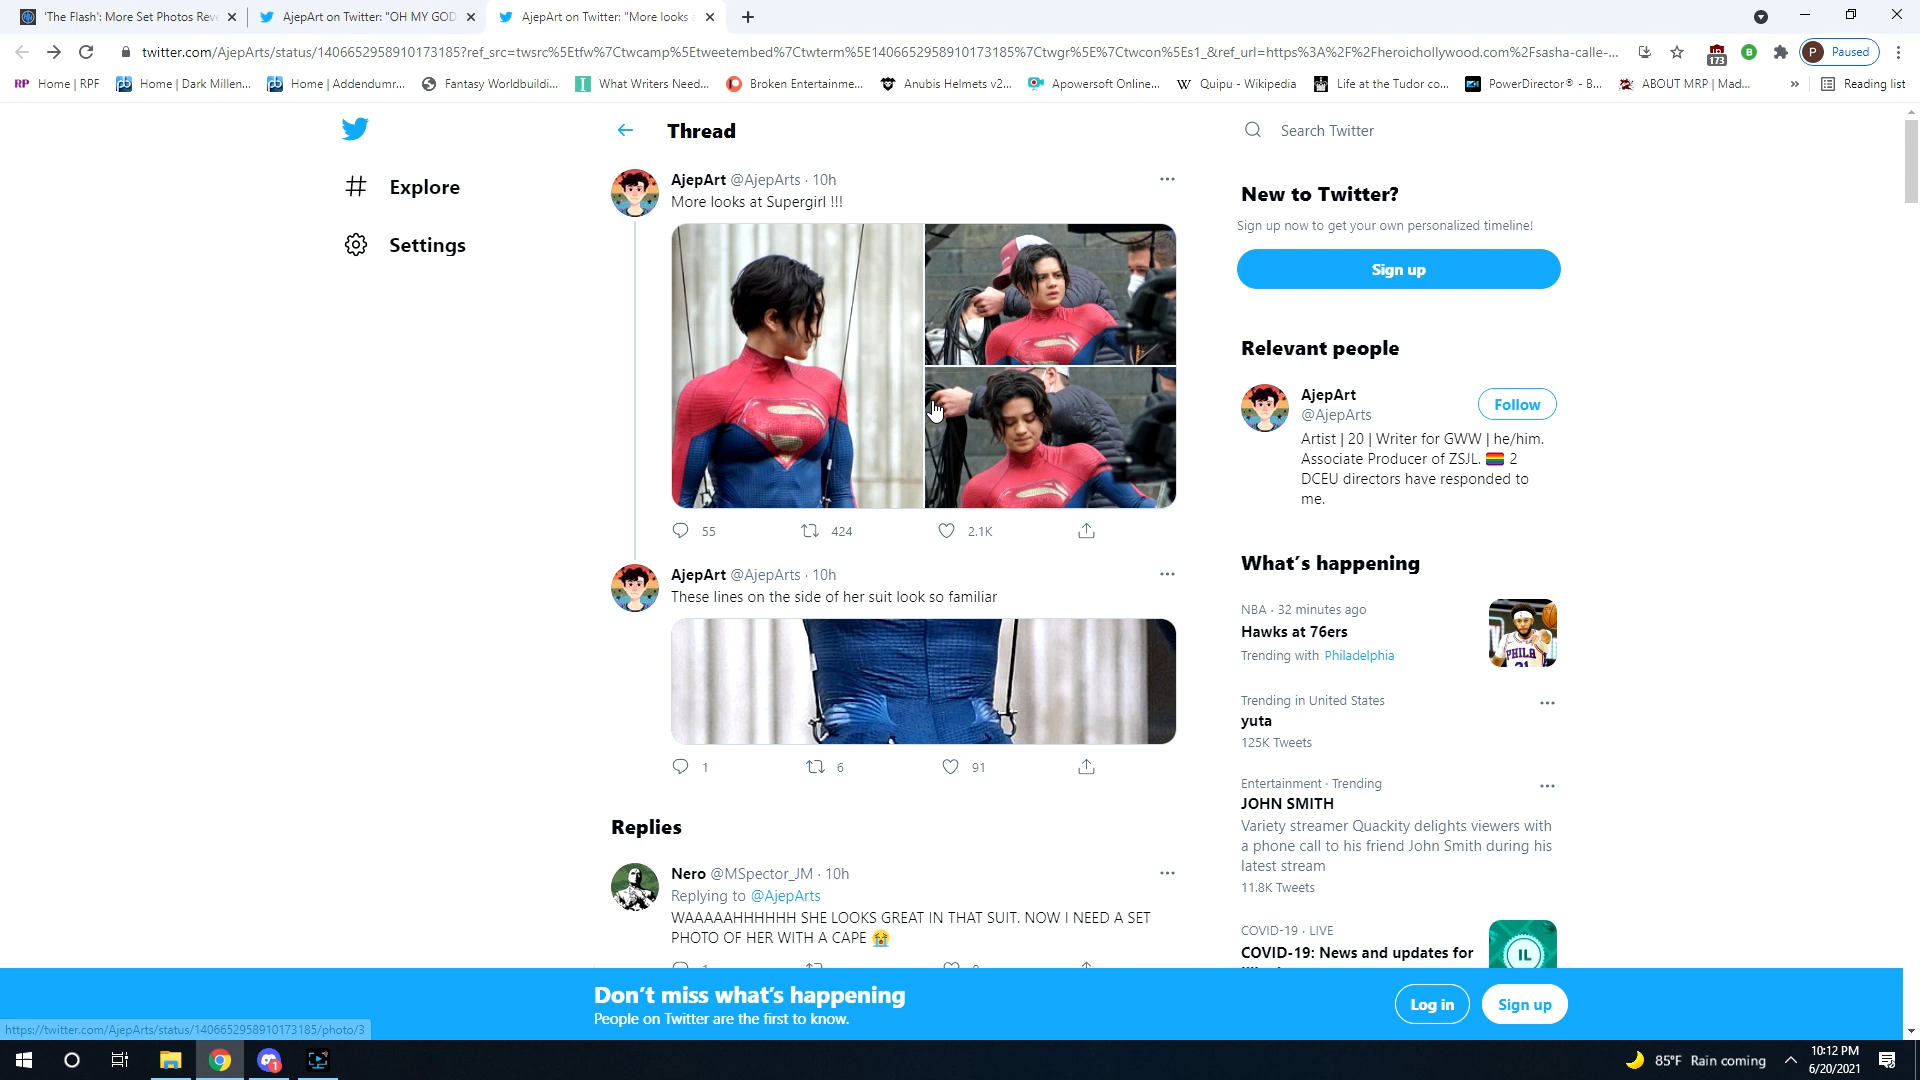 'The Flash': More Set Photos Reve
AjepArt on Twitter: "OH MY GOD
AjepArt on Twitter: "More looks a
twitter.com/AjepArts/status/1406652958910173185?ref_src=twsrc%5Etfw%7Ctwcamp%5Etweetembed%7Ctwterm%5E1406652958910173185%7Ctwgr%5E%7Ctwcon%5Es1_&ref_url=https%3A%2F%2Fheroichollywood.com%2Fsasha-calle-...
173
B
P Paused
RP Home | RPF
Home | Dark Millen...
Home | Addendumr...
Fantasy Worldbuildi...
What Writers Need...
Broken Entertainme...
Anubis Helmets v2...
Apowersoft Online...
W Quipu - Wikipedia
Life at the Tudor co...
PowerDirector® - B...
ABOUT MRP | Mad...
»
Reading list
Explore
Settings
Thread
AjepArt @AjepArts · 10h
More looks at Supergirl !!!
55 424 2.1K
AjepArt @AjepArts · 10h
These lines on the side of her suit look so familiar
1 6 91
Replies
Nero @MSpector_JM · 10h
Replying to @AjepArts
WAAAAAHHHHHH SHE LOOKS GREAT IN THAT SUIT. NOW I NEED A SET
PHOTO OF HER WITH A CAPE 😭
Search Twitter
New to Twitter?
Sign up now to get your own personalized timeline!
Sign up
Relevant people
AjepArt
@AjepArts
Follow
Artist | 20 | Writer for GWW | he/him.
Associate Producer of ZSJL. 🏳️‍🌈 2
DCEU directors have responded to
me.
What's happening
NBA · 32 minutes ago
Hawks at 76ers
Trending with Philadelphia
PHILA
Trending in United States
yuta
125K Tweets
Entertainment · Trending
JOHN SMITH
Variety streamer Quackity delights viewers with
a phone call to his friend John Smith during his
latest stream
11.8K Tweets
COVID-19 · LIVE
COVID-19: News and updates for
IL
Don't miss what's happening
People on Twitter are the first to know.
Log in
Sign up
https://twitter.com/AjepArts/status/1406652958910173185/photo/3
1
85°F Rain coming
10:12 PM
6/20/2021